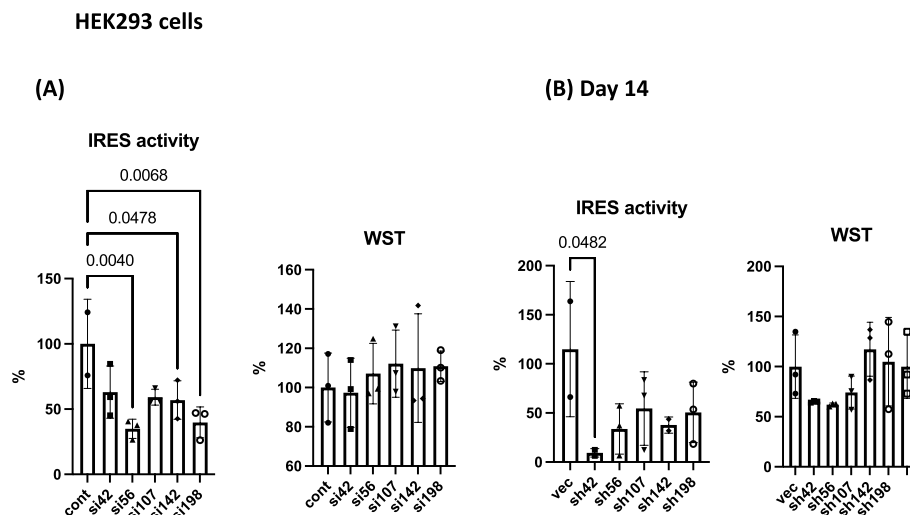 HEK293 cells
(A)
(B) Day 14
IRES activity
0.0068
0.0478
0.0040
150
100
50
0
%
cont
si42
si56
si107
si142
si198
WST
160
140
120
100
80
60
%
cont
si42
si56
si107
si142
si198
IRES activity
0.0482
200
150
100
50
0
%
vec
sh42
sh56
sh107
sh142
sh198
WST
200
150
100
50
0
%
vec
sh42
sh56
sh107
sh142
sh198